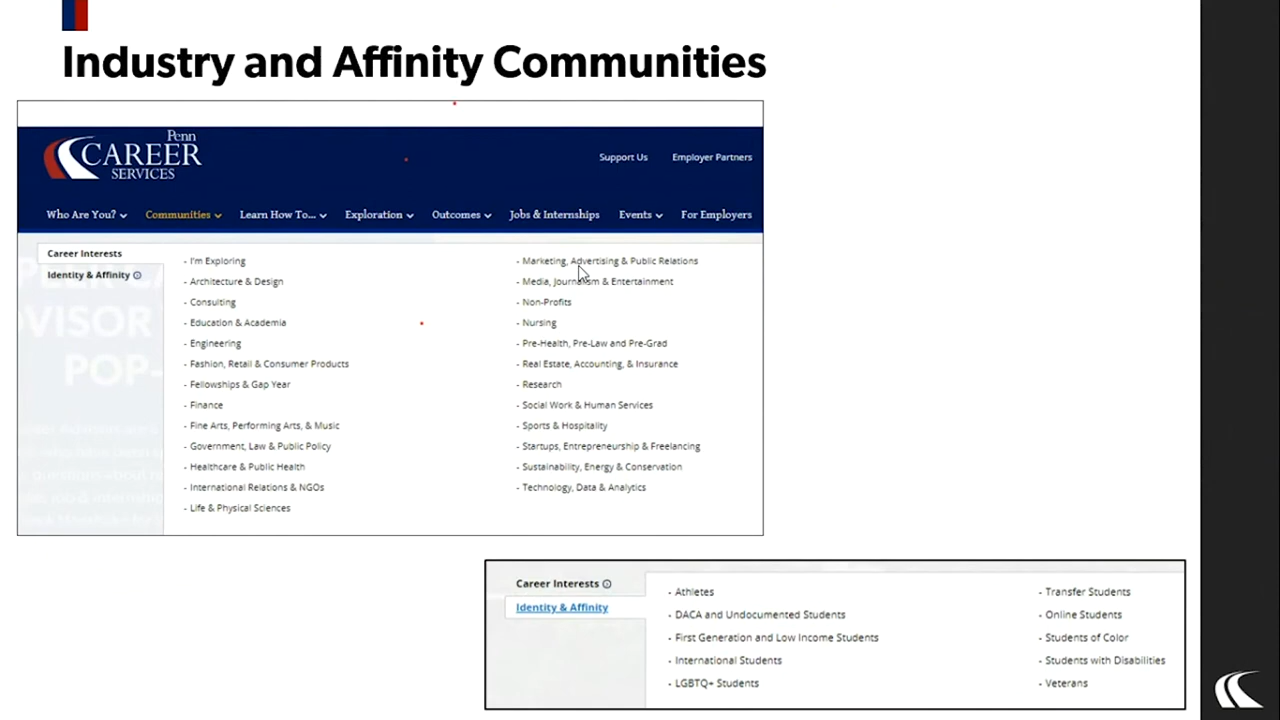 Industry and Affinity Communities
Penn
CAREER
SERVICES
Support Us
Employer Partners
Who Are You?
Communities
Learn How To...
Exploration
Outcomes
Jobs & Internships
Events
For Employers
Career Interests
Identity & Affinity
VISOR
POP-
- I'm Exploring
- Architecture & Design
- Consulting
- Education & Academia
- Engineering
- Fashion, Retail & Consumer Products
- Fellowships & Gap Year
- Finance
- Fine Arts, Performing Arts, & Music
- Government, Law & Public Policy
- Healthcare & Public Health
- International Relations & NGOs
- Life & Physical Sciences
- Marketing, Advertising & Public Relations
- Media, Journalism & Entertainment
- Non-Profits
- Nursing
- Pre-Health, Pre-Law and Pre-Grad
- Real Estate, Accounting, & Insurance
- Research
- Social Work & Human Services
- Sports & Hospitality
- Startups, Entrepreneurship & Freelancing
- Sustainability, Energy & Conservation
- Technology, Data & Analytics
Career Interests
Identity & Affinity
- Athletes
- DACA and Undocumented Students
- First Generation and Low Income Students
- International Students
- LGBTQ+ Students
- Transfer Students
- Online Students
- Students of Color
- Students with Disabilities
- Veterans